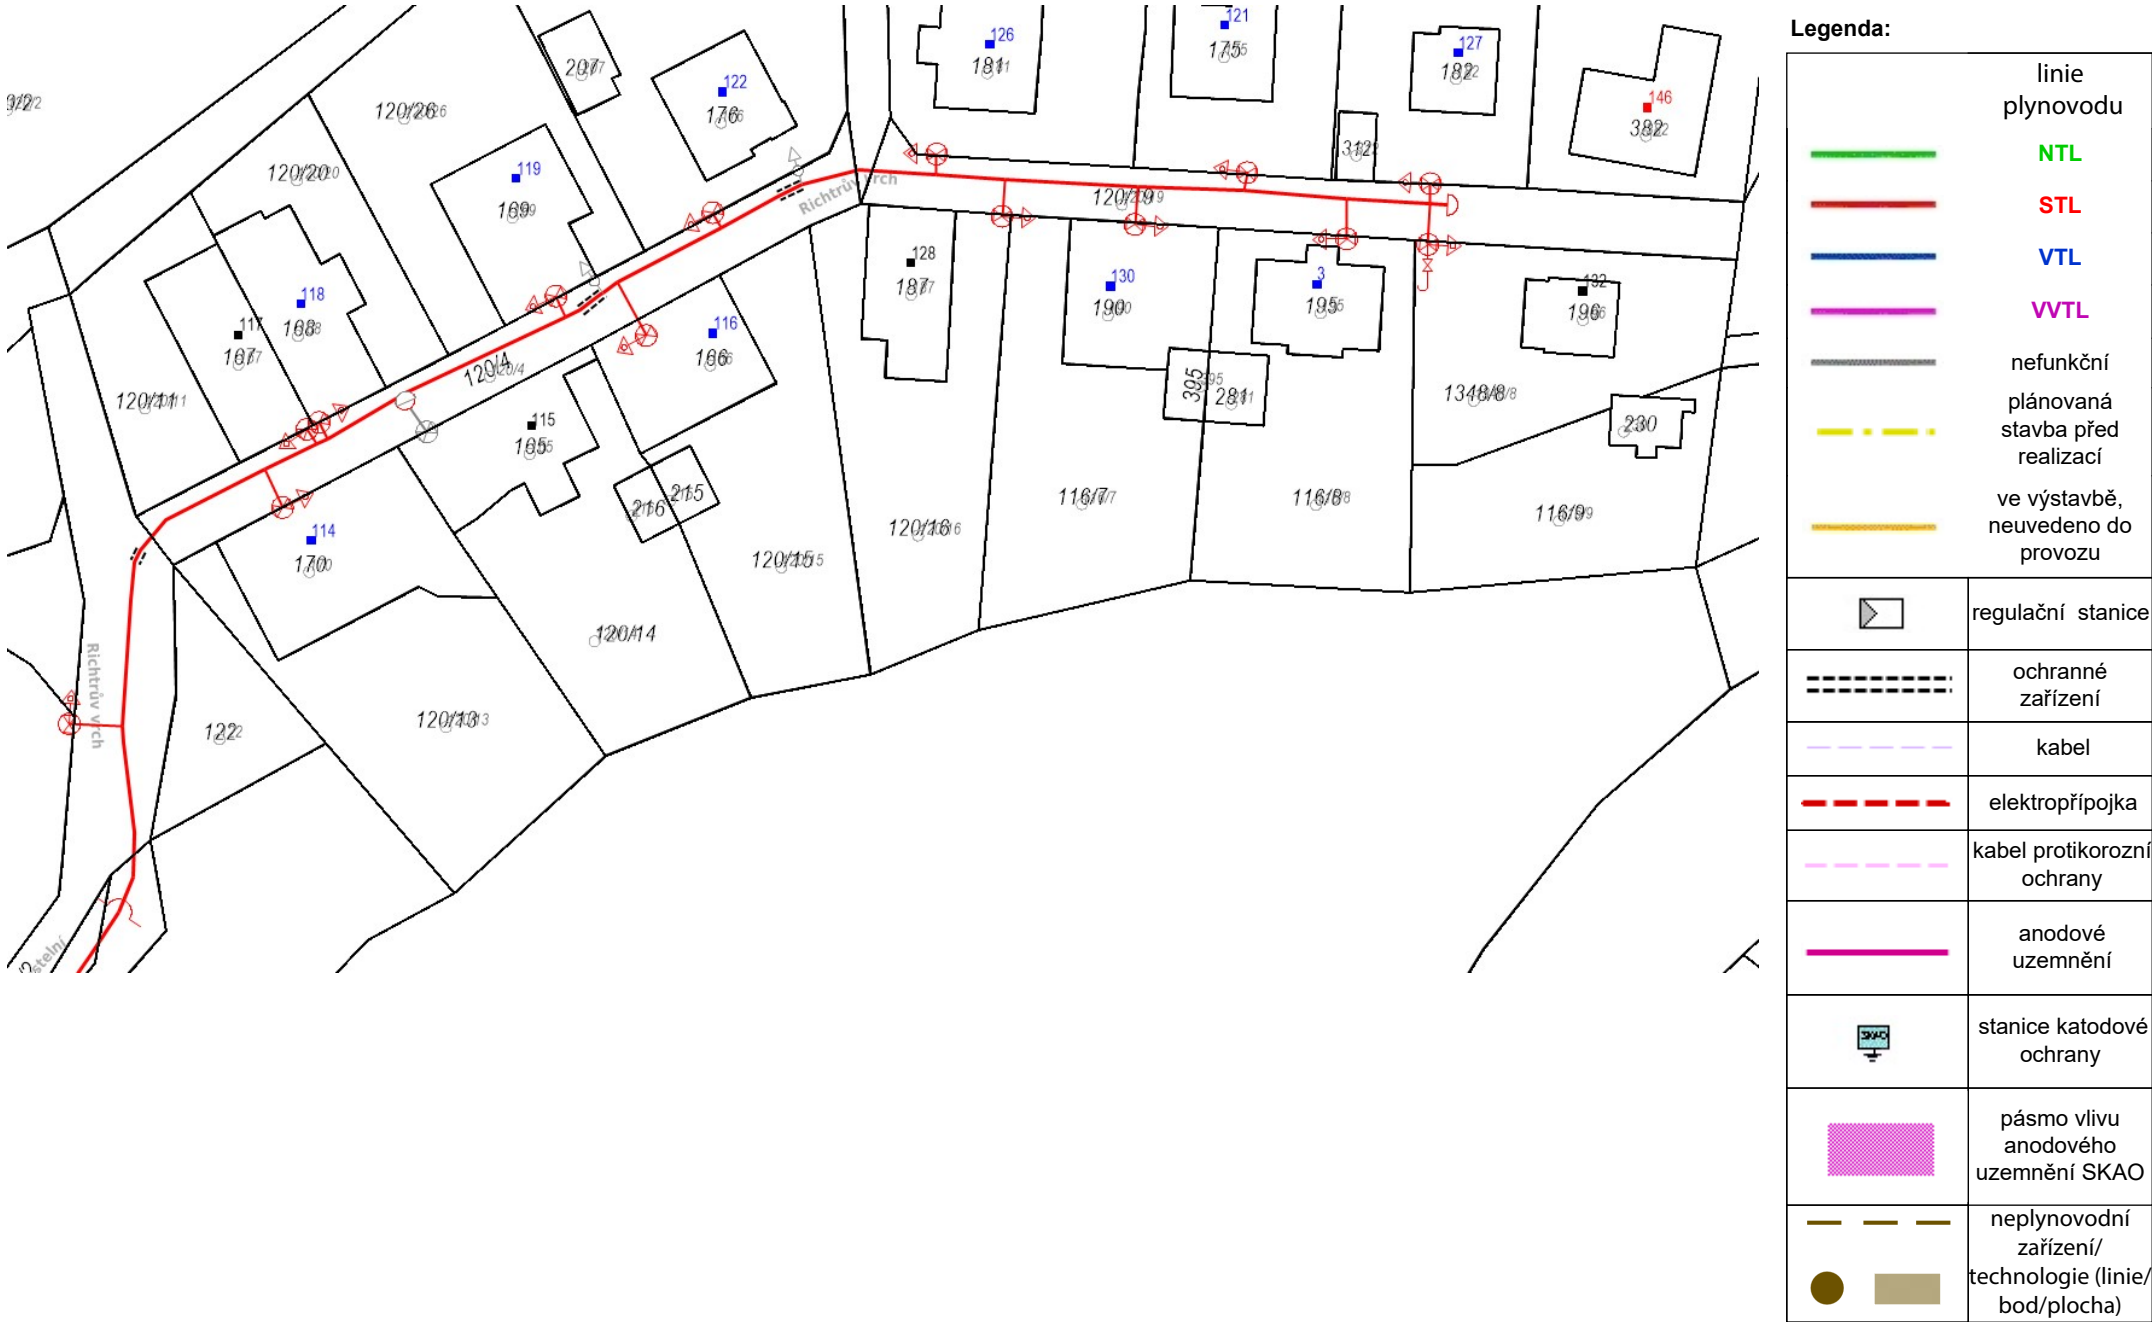 Legenda:
linie
plynovodu
NTL
STL
VTL
VVTL
nefunkční
plánovaná
stavba před
realizací
ve výstavbě,
neuvedeno do
provozu
regulační stanice
ochranné
zařízení
kabel
elektropřípojka
kabel protikorozní
ochrany
anodové
uzemnění
stanice katodové
ochrany
SKAO
pásmo vlivu
anodového
uzemnění SKAO
neplynovodní
zařízení/
technologie (linie/
bod/plocha)
126
181
121
175
127
182
146
382
207
122
176
120/26
120/20
119
169
312
120/19
Richtrův vrch
118
168
117
167
120/11
120/4
116
166
115
165
128
187
130
190
3
195
132
196
395
281
1348/8
230
216
215
114
170
120/16
116/7
116/8
116/9
120/15
120/14
120/13
122
Richtrův vrch
stelní